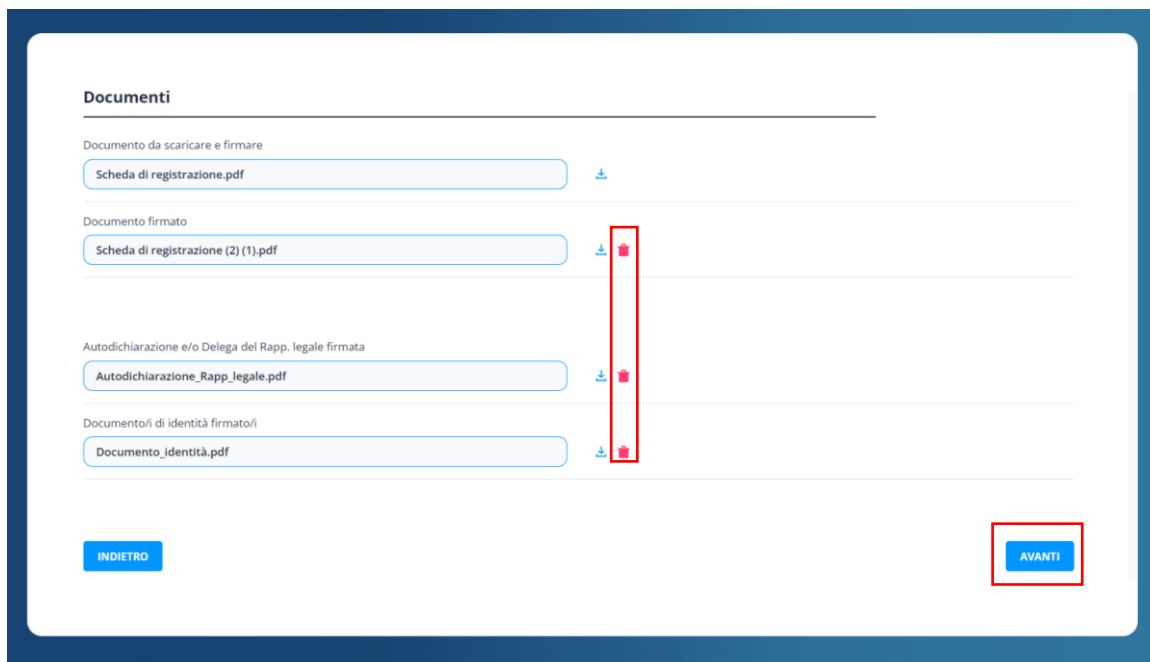 Documenti
Documento da scaricare e firmare
Scheda di registrazione.pdf
Documento firmato
Scheda di registrazione (2) (1).pdf
Autodichiarazione e/o Delega del Rapp. legale firmata
Autodichiarazione_Rapp_legale.pdf
Documento/i di identità firmato/i
Documento_identità.pdf
INDIETRO
AVANTI